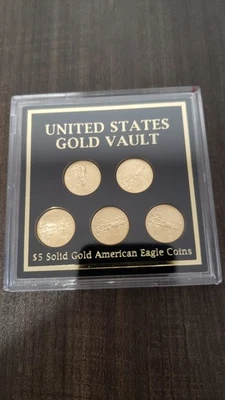 UNITED STATES
GOLD VAULT
$5 Solid Gold American Eagle Coins